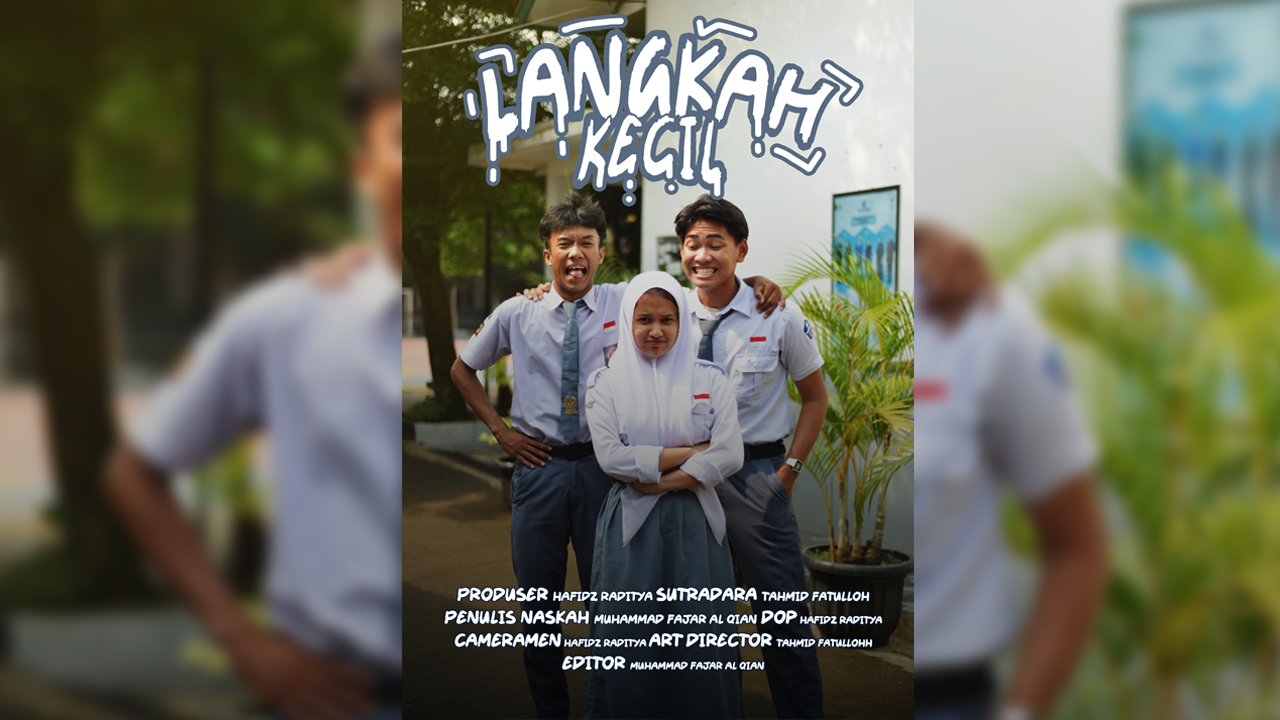 LANGKAH
KECIL
PRODUSER HAFIDZ RADITYA SUTRADARA TAHMID FATULLOH
PENULIS NASKAH MUHAMMAD FAJAR AL QIAN DOP HAFIDZ RADITYA
CAMERAMEN HAFIDZ RADITYA ART DIRECTOR TAHMID FATULLOHH
EDITOR MUHAMMAD FAJAR AL QIAN